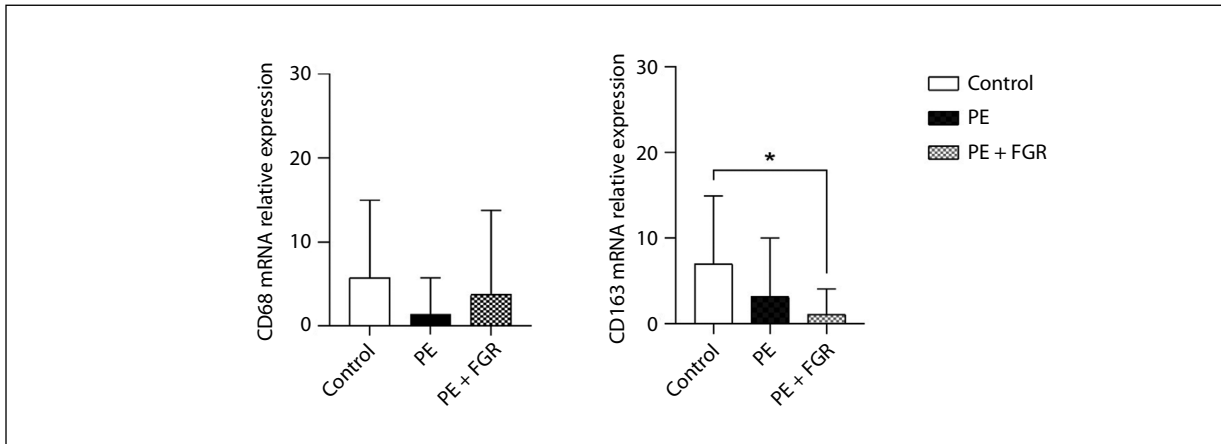 CD68 mRNA relative expression
30
20
10
0
Control
PE
PE + FGR
CD163 mRNA relative expression
30
20
10
0
*
Control
PE
PE + FGR
Control
PE
PE + FGR